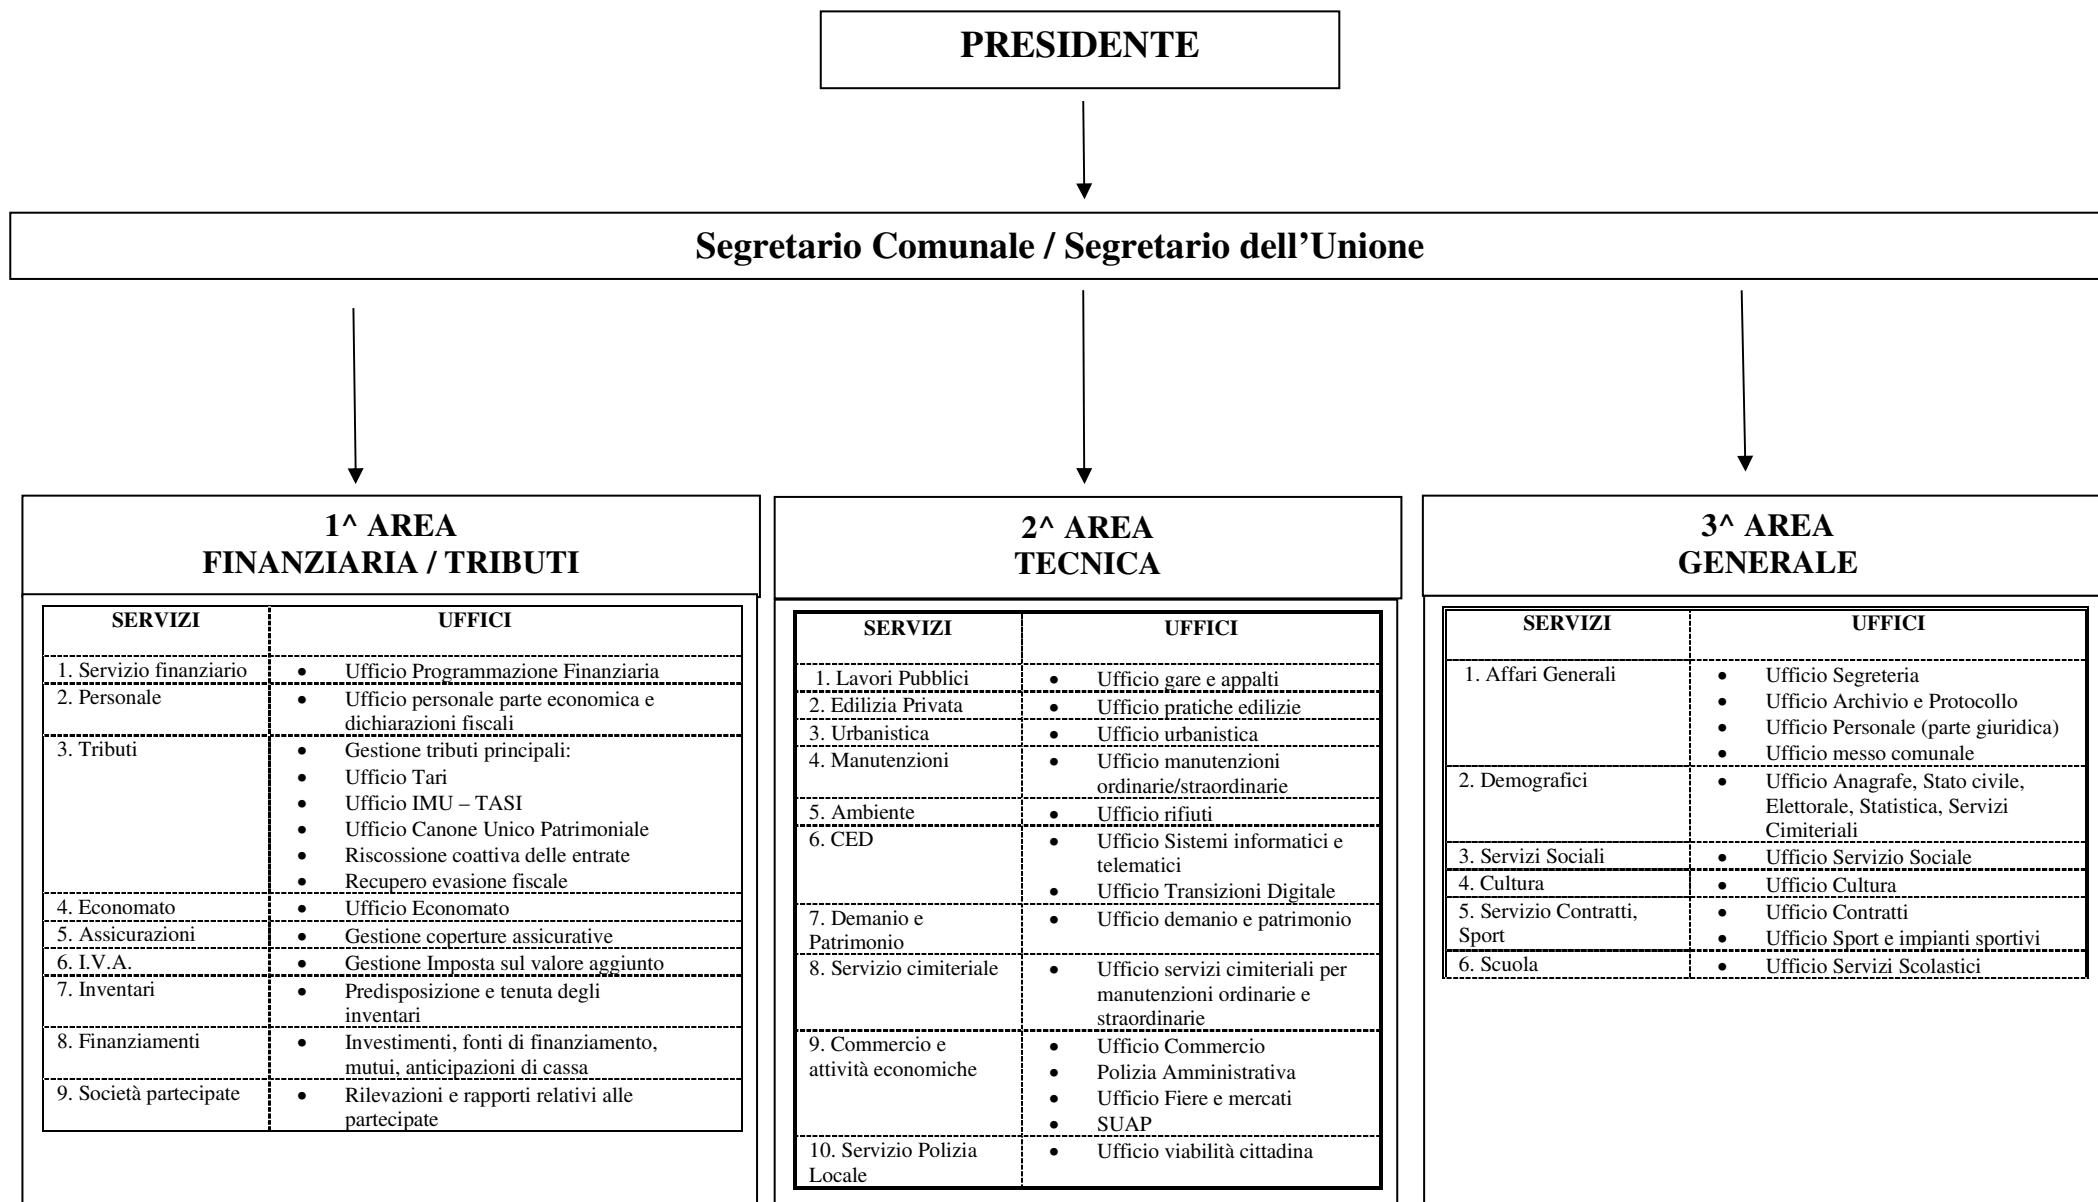 PRESIDENTE
Segretario Comunale / Segretario dell'Unione
1^ AREA
FINANZIARIA / TRIBUTI
SERVIZI UFFICI
1. Servizio finanziario • Ufficio Programmazione Finanziaria
2. Personale • Ufficio personale parte economica e
dichiarazioni fiscali
3. Tributi • Gestione tributi principali:
• Ufficio Tari
• Ufficio IMU – TASI
• Ufficio Canone Unico Patrimoniale
• Riscossione coattiva delle entrate
• Recupero evasione fiscale
4. Economato • Ufficio Economato
5. Assicurazioni • Gestione coperture assicurative
6. I.V.A. • Gestione Imposta sul valore aggiunto
7. Inventari • Predisposizione e tenuta degli
inventari
8. Finanziamenti • Investimenti, fonti di finanziamento,
mutui, anticipazioni di cassa
9. Società partecipate • Rilevazioni e rapporti relativi alle
partecipate
2^ AREA
TECNICA
SERVIZI UFFICI
1. Lavori Pubblici • Ufficio gare e appalti
2. Edilizia Privata • Ufficio pratiche edilizie
3. Urbanistica • Ufficio urbanistica
4. Manutenzioni • Ufficio manutenzioni
ordinarie/straordinarie
5. Ambiente • Ufficio rifiuti
6. CED • Ufficio Sistemi informatici e
telematici
• Ufficio Transizioni Digitale
7. Demanio e • Ufficio demanio e patrimonio
Patrimonio
8. Servizio cimiteriale • Ufficio servizi cimiteriali per
manutenzioni ordinarie e
straordinarie
9. Commercio e • Ufficio Commercio
attività economiche • Polizia Amministrativa
• Ufficio Fiere e mercati
• SUAP
10. Servizio Polizia • Ufficio viabilità cittadina
Locale
3^ AREA
GENERALE
SERVIZI UFFICI
1. Affari Generali • Ufficio Segreteria
• Ufficio Archivio e Protocollo
• Ufficio Personale (parte giuridica)
• Ufficio messo comunale
2. Demografici • Ufficio Anagrafe, Stato civile,
Elettorale, Statistica, Servizi
Cimiteriali
3. Servizi Sociali • Ufficio Servizio Sociale
4. Cultura • Ufficio Cultura
5. Servizio Contratti, • Ufficio Contratti
Sport • Ufficio Sport e impianti sportivi
6. Scuola • Ufficio Servizi Scolastici